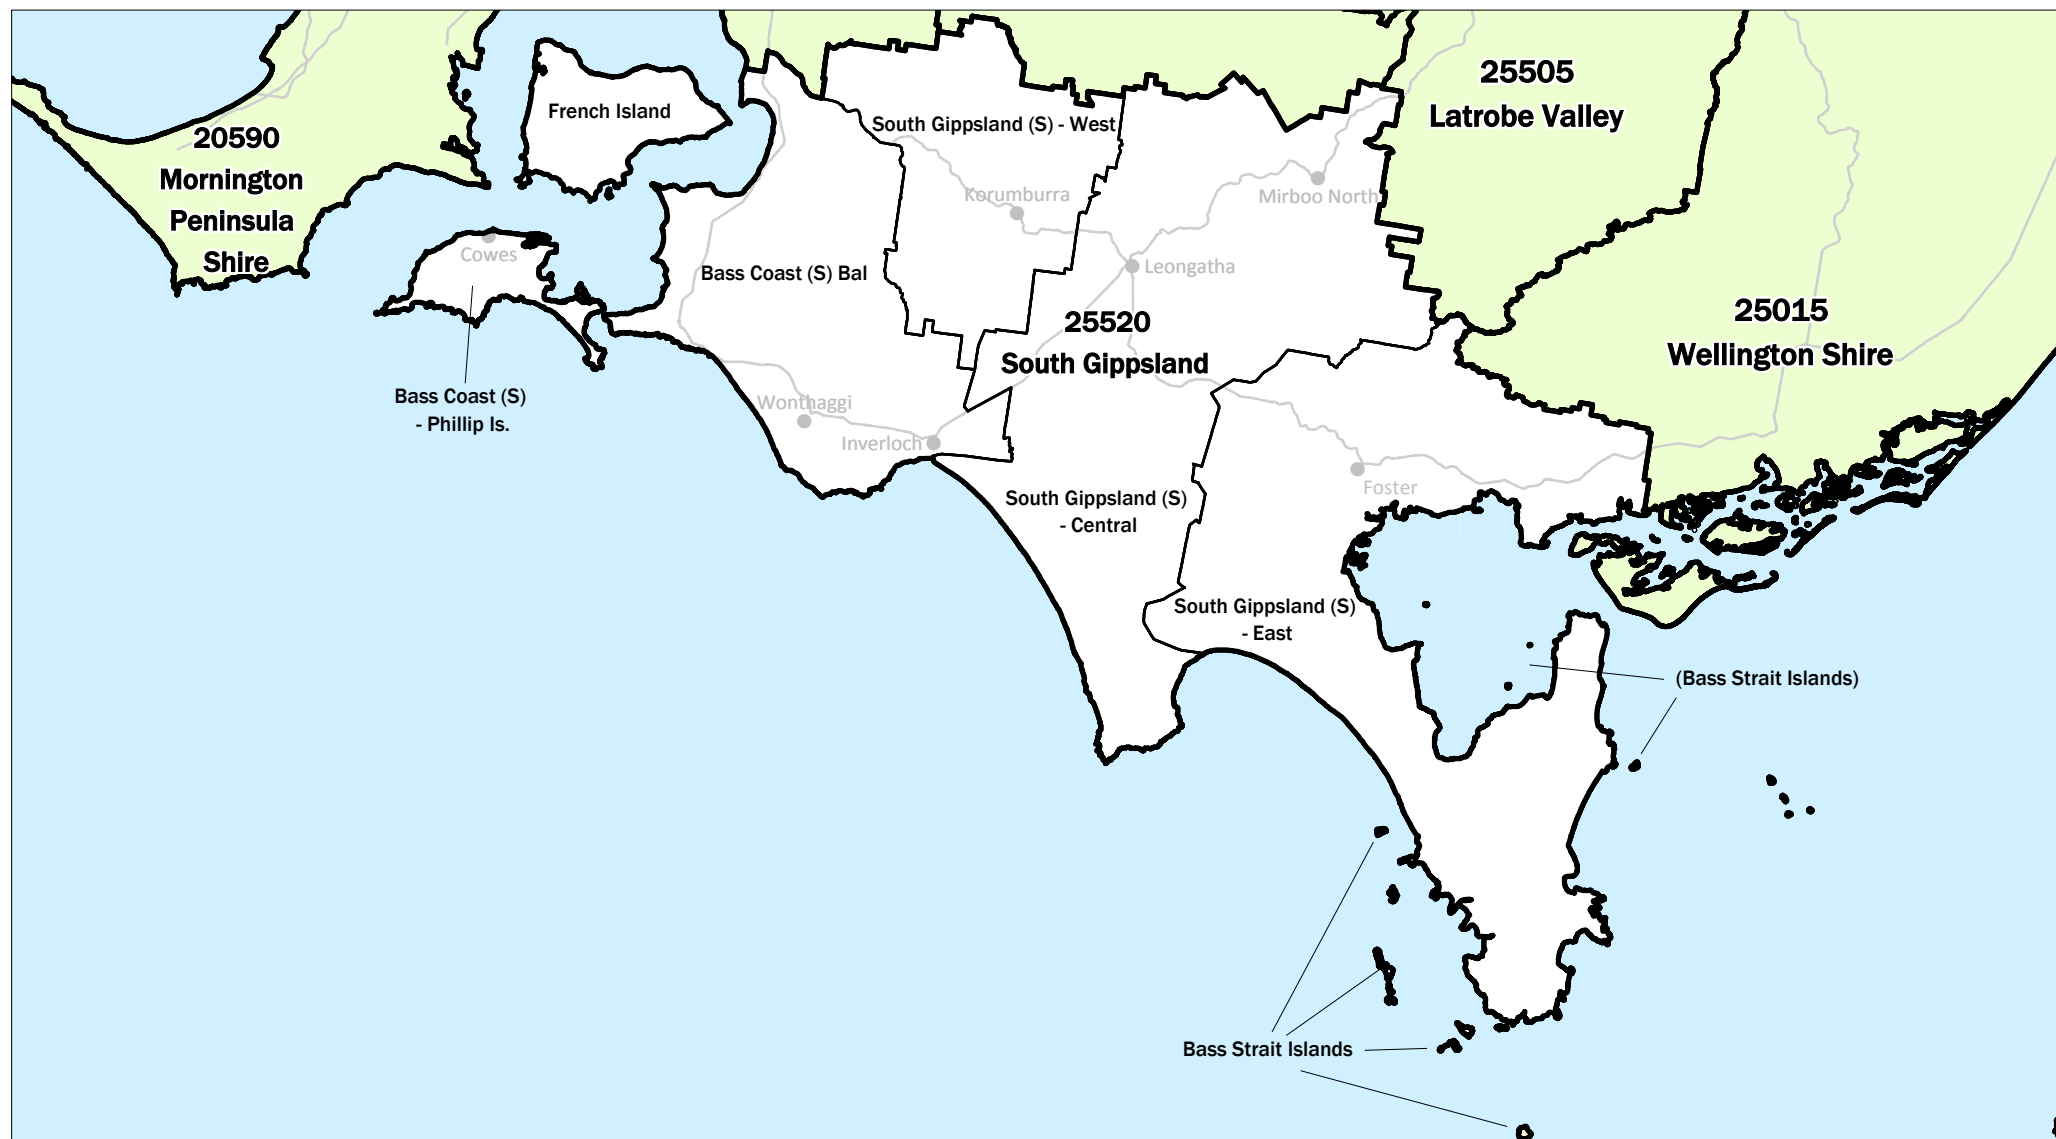 25505
Latrobe Valley
French Island
South Gippsland (S) - West
20590
Mornington
Peninsula
Shire
Korumburra
Mirboo North
Cowes
Bass Coast (S) Bal
Leongatha
25520
South Gippsland
25015
Wellington Shire
Bass Coast (S)
- Phillip Is.
Wonthaggi
Inverloch
Foster
South Gippsland (S)
- Central
South Gippsland (S)
- East
(Bass Strait Islands)
Bass Strait Islands